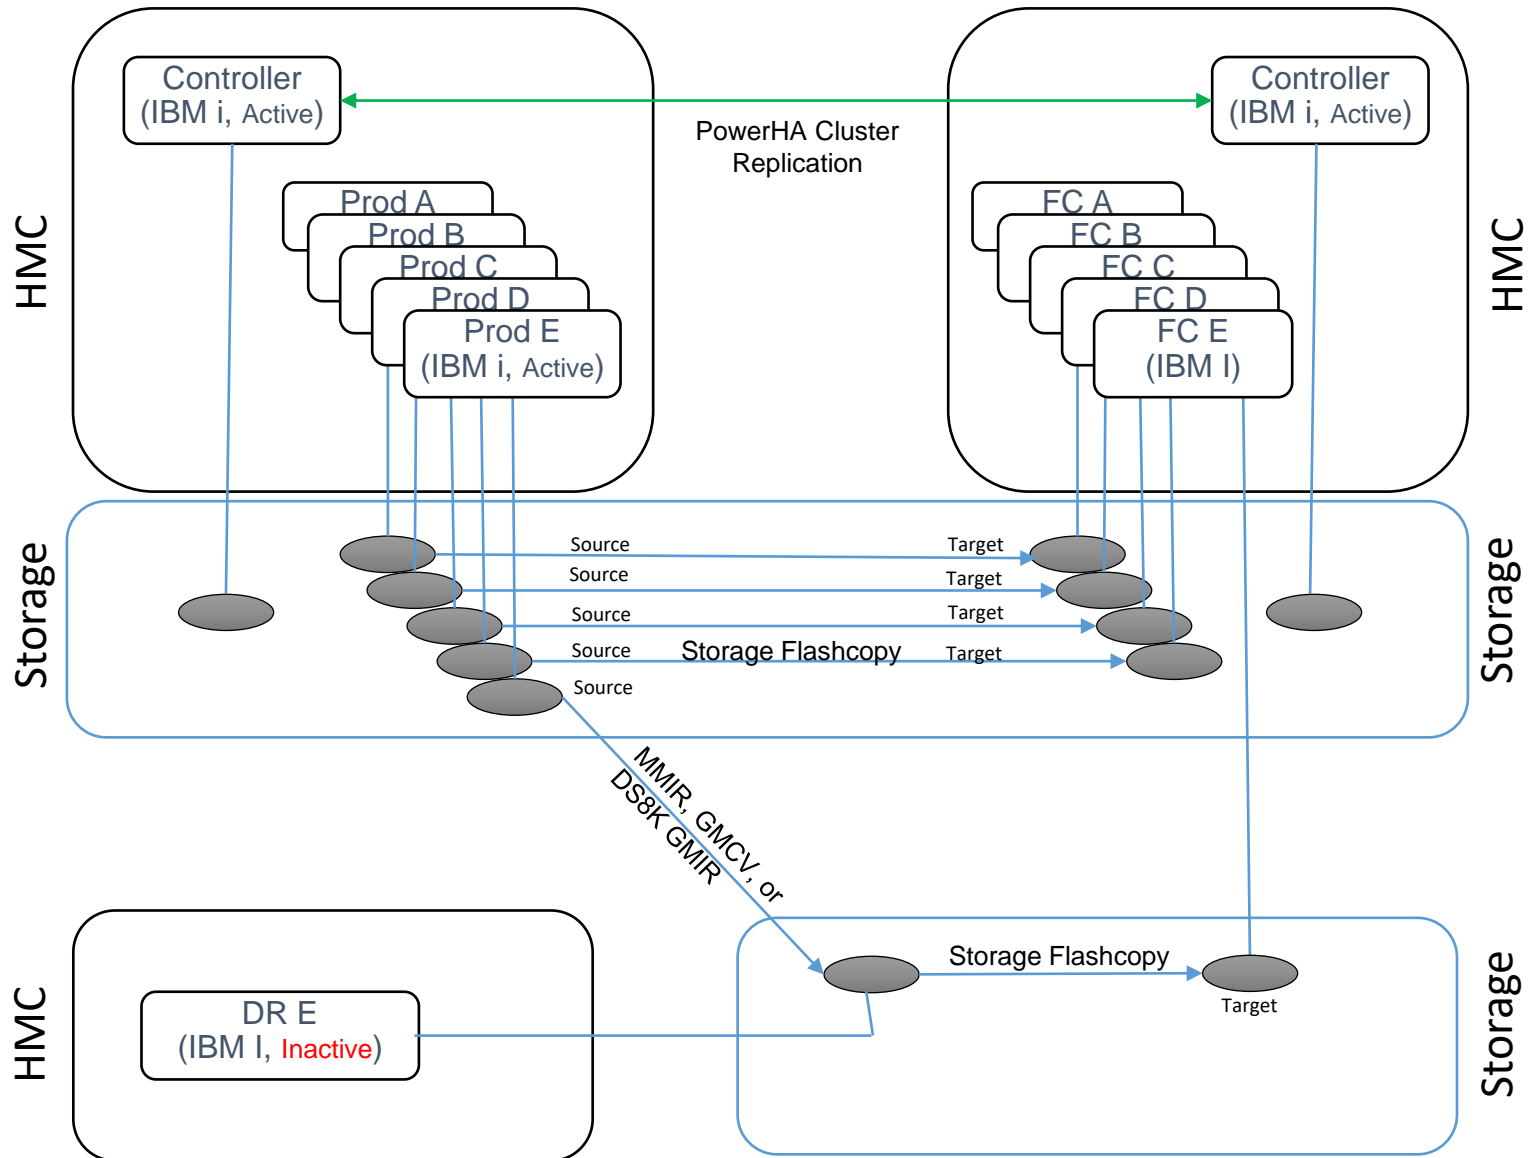 Controller
(IBM i, Active)
Controller
(IBM i, Active)
PowerHA Cluster
Replication
HMC
HMC
Prod A
Prod B
Prod C
Prod D
Prod E
(IBM i, Active)
FC A
FC B
FC C
FC D
FC E
(IBM I)
Storage
Storage
Source
Target
Source
Target
Source
Target
Source
Storage Flashcopy
Target
Source
MMIR, GMCV, or
DS8K GMIR
HMC
DR E
(IBM I, Inactive)
Storage Flashcopy
Target
Storage